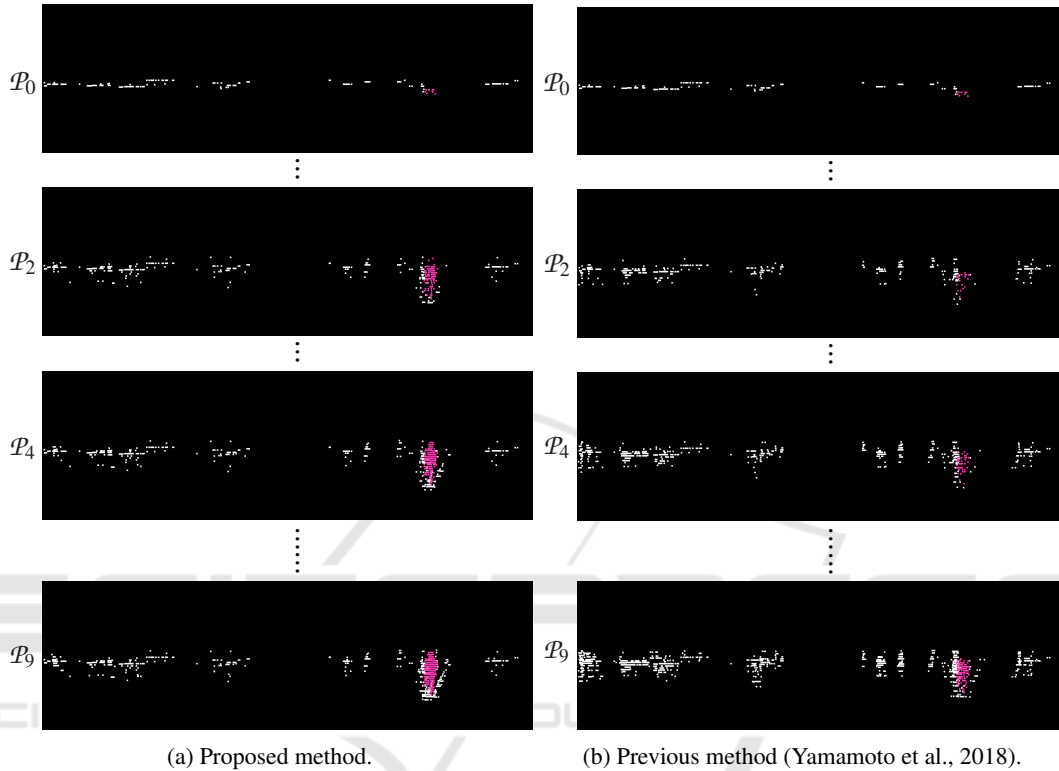 𝒫0
𝒫0
𝒫2
𝒫2
𝒫4
𝒫4
𝒫9
𝒫9
(a) Proposed method.
(b) Previous method (Yamamoto et al., 2018).